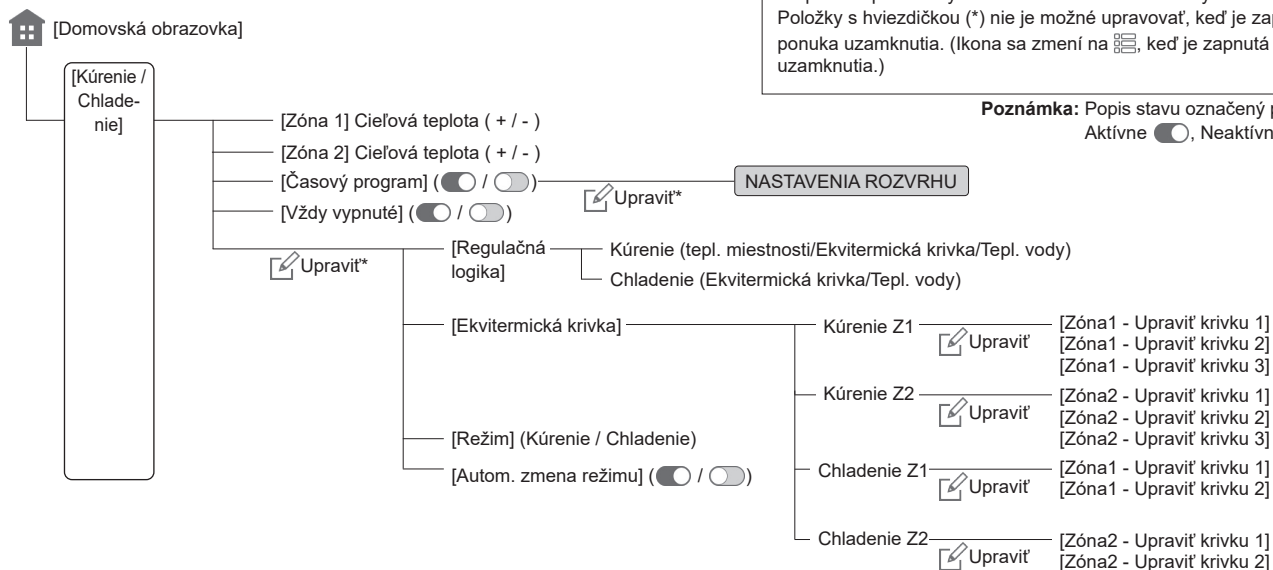 Položky s hviezdičkou (*) nie je možné upravovať, keď je
ponuka uzamknutia. (Ikona sa zmení na , keď je zapnutá
uzamknutia.)
Poznámka: Popis stavu označený
Aktívne , Neaktívn
[Domovská obrazovka]
[Kúrenie /
Chlade-
nie]
[Zóna 1] Cieľová teplota ( + / - )
[Zóna 2] Cieľová teplota ( + / - )
[Časový program] ( / )
Upraviť*
NASTAVENIA ROZVRHU
[Vždy vypnuté] ( / )
Upraviť*
[Regulačná
logika]
Kúrenie (tepl. miestnosti/Ekvitermická krivka/Tepl. vody)
Chladenie (Ekvitermická krivka/Tepl. vody)
[Ekvitermická krivka]
Kúrenie Z1
Upraviť
[Zóna1 - Upraviť krivku 1]
[Zóna1 - Upraviť krivku 2]
[Zóna1 - Upraviť krivku 3]
Kúrenie Z2
Upraviť
[Zóna2 - Upraviť krivku 1]
[Zóna2 - Upraviť krivku 2]
[Zóna2 - Upraviť krivku 3]
[Režim] (Kúrenie / Chladenie)
[Autom. zmena režimu] ( / )
Chladenie Z1
Upraviť
[Zóna1 - Upraviť krivku 1]
[Zóna1 - Upraviť krivku 2]
Chladenie Z2
Upraviť
[Zóna2 - Upraviť krivku 1]
[Zóna2 - Upraviť krivku 2]